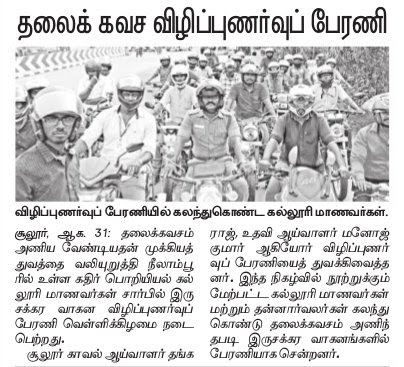 தலைக் கவச விழிப்புணர்வுப் பேரணி
விழிப்புணர்வுப் பேரணியில் கலந்துகொண்ட கல்லூரி மாணவர்கள்.
சூலூர், ஆக. 31: தலைக்கவசம்
அணிய வேண்டியதன் முக்கியத்
துவத்தை வலியுறுத்தி நீலாம்பூ
ரில் உள்ள கதிர் பொறியியல் கல்
லூரி மாணவர்கள் சார்பில் இரு
சக்கர வாகன விழிப்புணர்வுப்
பேரணி வெள்ளிக்கிழமை நடை
பெற்றது.
சூலூர் காவல் ஆய்வாளர் தங்க
ராஜ், உதவி ஆய்வாளர் மனோஜ்
குமார் ஆகியோர் விழிப்புணர்
வுப் பேரணியைத் துவக்கிவைத்த
னர். இந்த நிகழ்வில் நூற்றுக்கும்
மேற்பட்ட கல்லூரி மாணவர்கள்
மற்றும் தன்னார்வலர்கள் கலந்து
கொண்டு தலைக்கவசம் அணிந்
தபடி இருசக்கர வாகனங்களில்
பேரணியாக சென்றனர்.